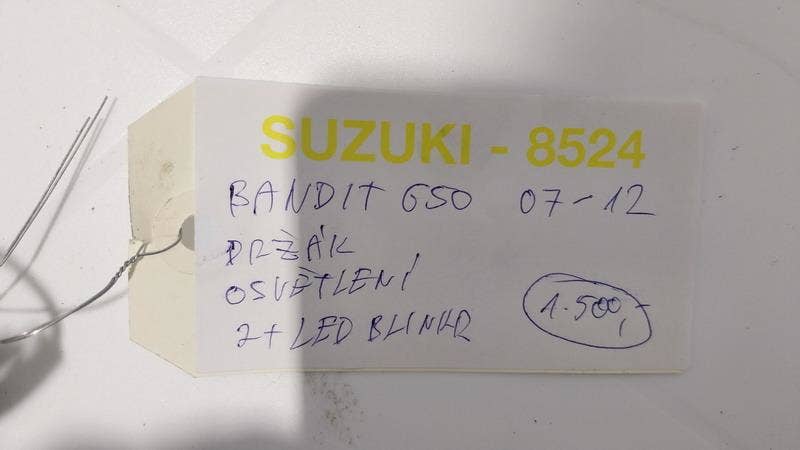 SUZUKI - 8524
BANDIT 650 07-12
DRŽÁK
OSVĚTLENÍ
2+ LED BLINKR
1.500,-